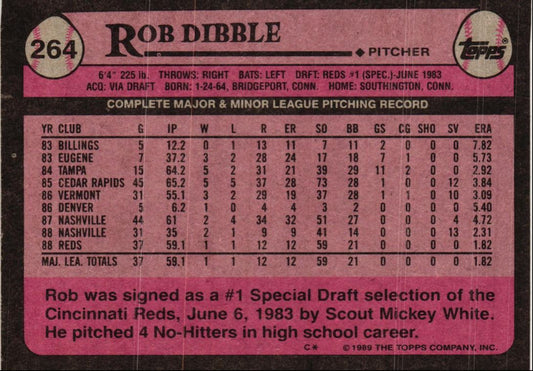 264
ROB DIBBLE
PITCHER
Topps®
6'4" 225 lb. THROWS: RIGHT BATS: LEFT DRFT: REDS #1 (SPEC.)-JUNE 1983
ACQ: VIA DRAFT BORN: 1-24-64, BRIDGEPORT, CONN. HOME: SOUTHINGTON, CONN.
COMPLETE MAJOR & MINOR LEAGUE PITCHING RECORD
YR CLUB G IP W L R ER SO BB GS CG SHO SV ERA
83 BILLINGS 5 12.2 0 1 13 11 7 11 2 0 0 0 7.82
83 EUGENE 7 37.2 3 2 28 24 17 18 7 1 0 0 5.73
84 TAMPA 15 64.2 5 2 31 21 39 29 11 2 0 0 2.92
85 CEDAR RAPIDS 45 65.2 5 5 37 28 73 28 1 0 0 12 3.84
86 VERMONT 31 55.1 3 2 29 19 37 28 1 1 0 10 3.09
86 DENVER 5 6.2 1 0 4 4 3 2 0 0 0 0 5.40
87 NASHVILLE 44 61 2 4 34 32 51 27 0 0 0 4 4.72
88 NASHVILLE 31 35 2 1 9 9 41 14 0 0 0 13 2.31
88 REDS 37 59.1 1 1 12 12 59 21 0 0 0 0 1.82
MAJ. LEA. TOTALS 37 59.1 1 1 12 12 59 21 0 0 0 0 1.82
Rob was signed as a #1 Special Draft selection of the
Cincinnati Reds, June 6, 1983 by Scout Mickey White.
He pitched 4 No-Hitters in high school career.
C* © 1989 THE TOPPS COMPANY, INC.